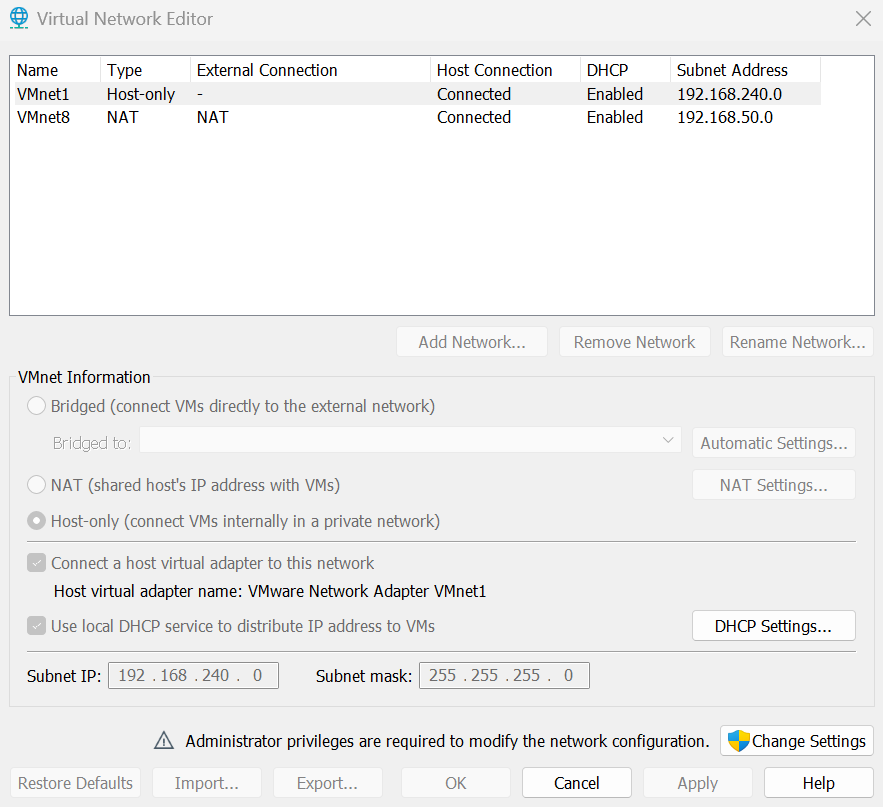 Virtual Network Editor
Name Type External Connection Host Connection DHCP Subnet Address
VMnet1 Host-only - Connected Enabled 192.168.240.0
VMnet8 NAT NAT Connected Enabled 192.168.50.0
Add Network... Remove Network Rename Network...
VMnet Information
Bridged (connect VMs directly to the external network)
Bridged to: Automatic Settings...
NAT (shared host's IP address with VMs) NAT Settings...
Host-only (connect VMs internally in a private network)
Connect a host virtual adapter to this network
Host virtual adapter name: VMware Network Adapter VMnet1
Use local DHCP service to distribute IP address to VMs DHCP Settings...
Subnet IP: 192 . 168 . 240 . 0 Subnet mask: 255 . 255 . 255 . 0
Administrator privileges are required to modify the network configuration. Change Settings
Restore Defaults Import... Export... OK Cancel Apply Help